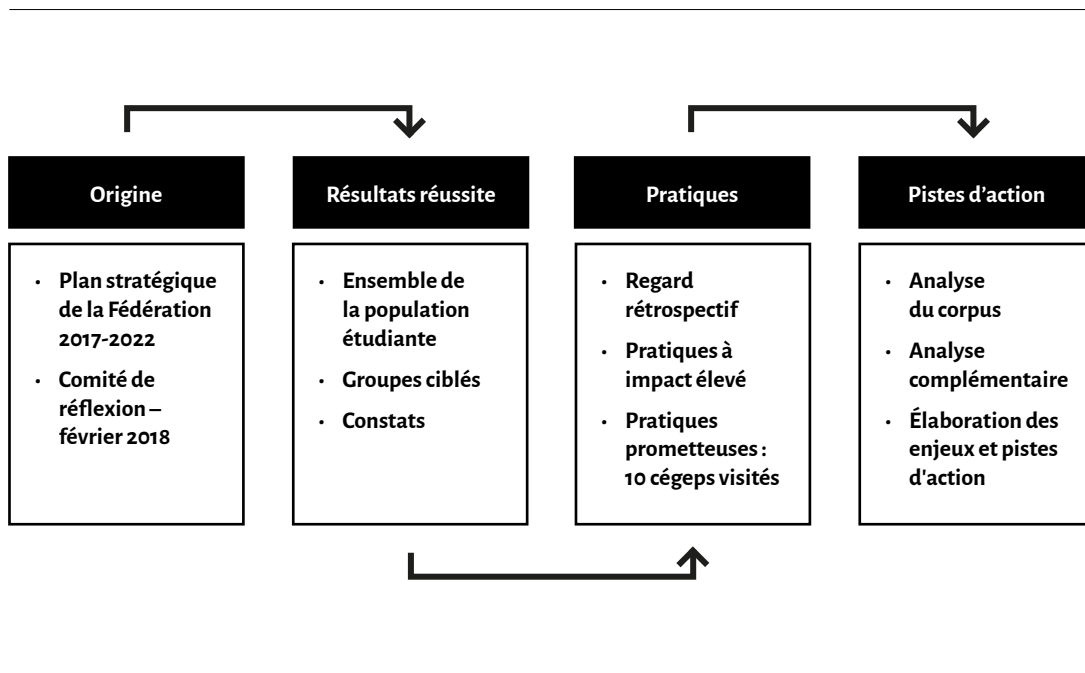 Origine
• Plan stratégique
de la Fédération
2017-2022
• Comité de
réflexion –
février 2018
Résultats réussite
• Ensemble de
la population
étudiante
• Groupes ciblés
• Constats
Pratiques
• Regard
rétrospectif
• Pratiques à
impact élevé
• Pratiques
prometteuses :
10 cégeps visités
Pistes d’action
• Analyse
du corpus
• Analyse
complémentaire
• Élaboration des
enjeux et pistes
d'action